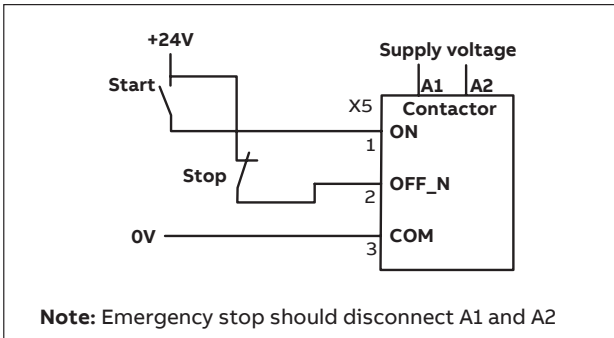 +24V
Supply voltage
Start
A1 A2
X5 Contactor
ON
1
Stop
OFF_N
2
0V
COM
3
Note: Emergency stop should disconnect A1 and A2